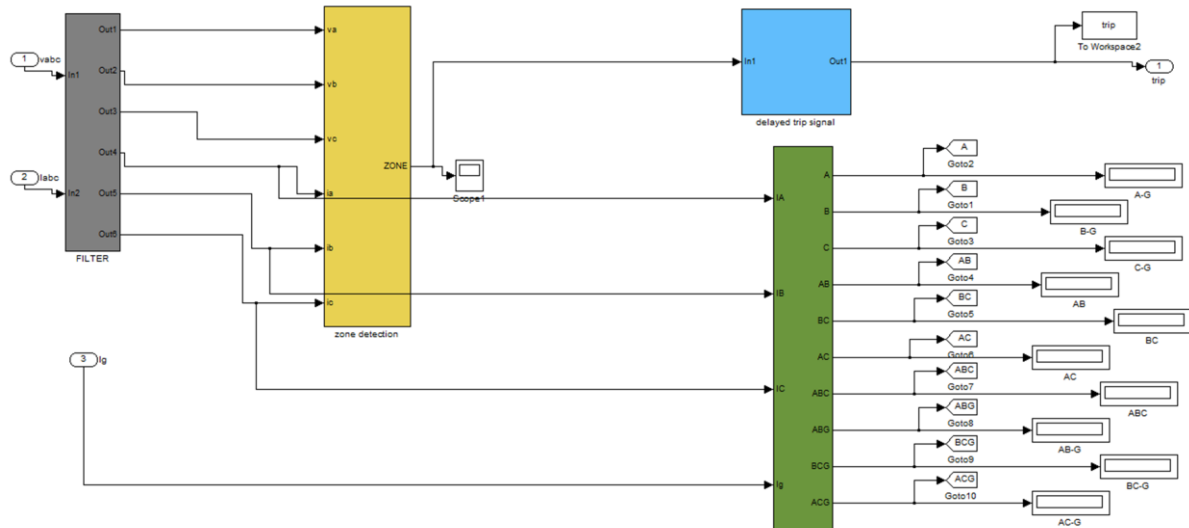 1
vabc
2
Iabc
In1
In2
Out1
Out2
Out3
Out4
Out5
Out6
FILTER
va
vb
vc
ia
ib
ic
ZONE
zone detection
Scope1
In1
Out1
delayed trip signal
trip
To Workspace2
1
trip
3
Ig
IA
IB
IC
Ig
A
B
C
AB
BC
AC
ABC
ABG
BCG
ACG
A
Goto2
B
Goto1
C
Goto3
AB
Goto4
BC
Goto5
AC
Goto6
ABC
Goto7
ABG
Goto8
BCG
Goto9
ACG
Goto10
A-G
B-G
C-G
AB
BC
AC
ABC
AB-G
BC-G
AC-G